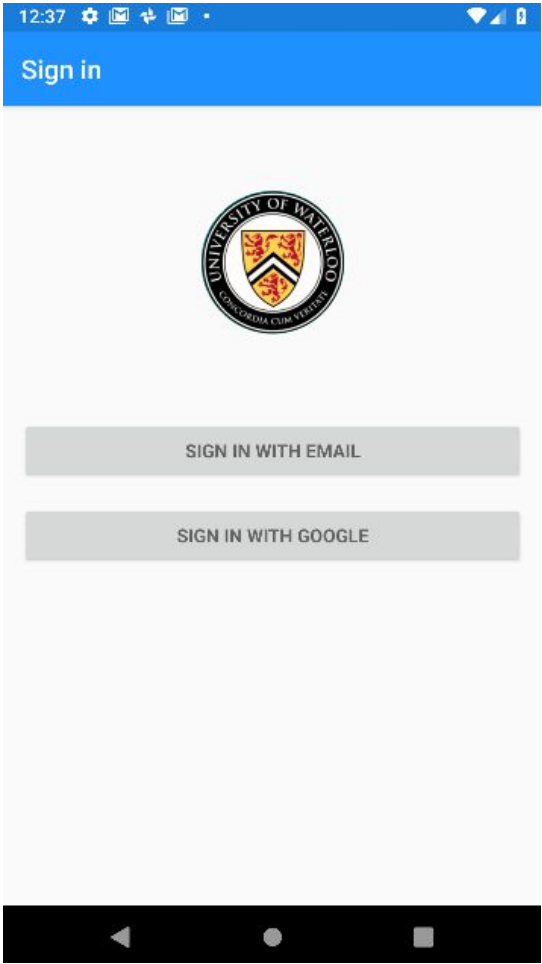 12:37
Sign in
UNIVERSITY OF WATERLOO
CONCORDIA CUM VERITATE
SIGN IN WITH EMAIL
SIGN IN WITH GOOGLE